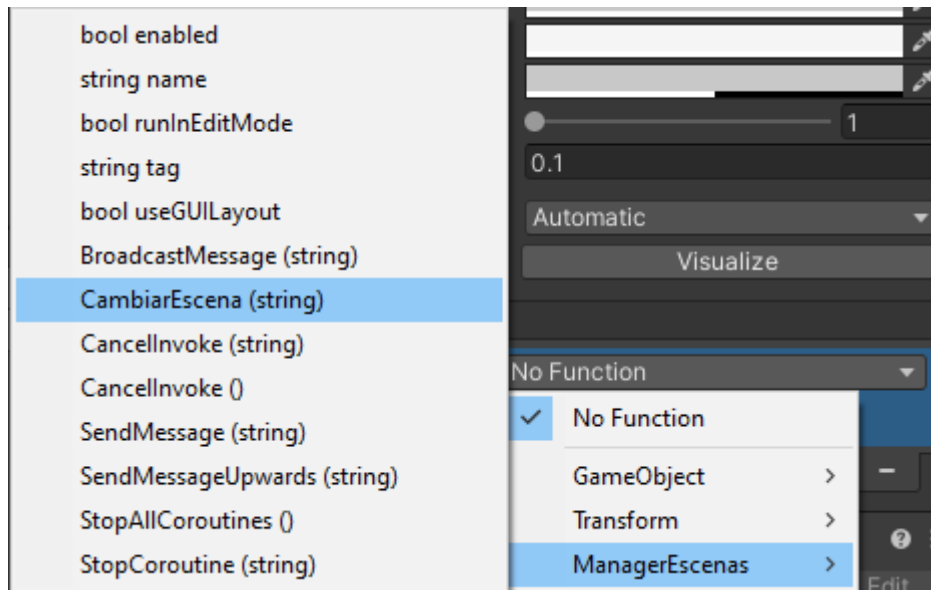 bool enabled
string name
bool runInEditMode
string tag
bool useGUILayout
BroadcastMessage (string)
CambiarEscena (string)
CancelInvoke (string)
CancelInvoke ()
SendMessage (string)
SendMessageUpwards (string)
StopAllCoroutines ()
StopCoroutine (string)
1
0.1
Automatic
Visualize
No Function
No Function
GameObject
Transform
ManagerEscenas
Edit